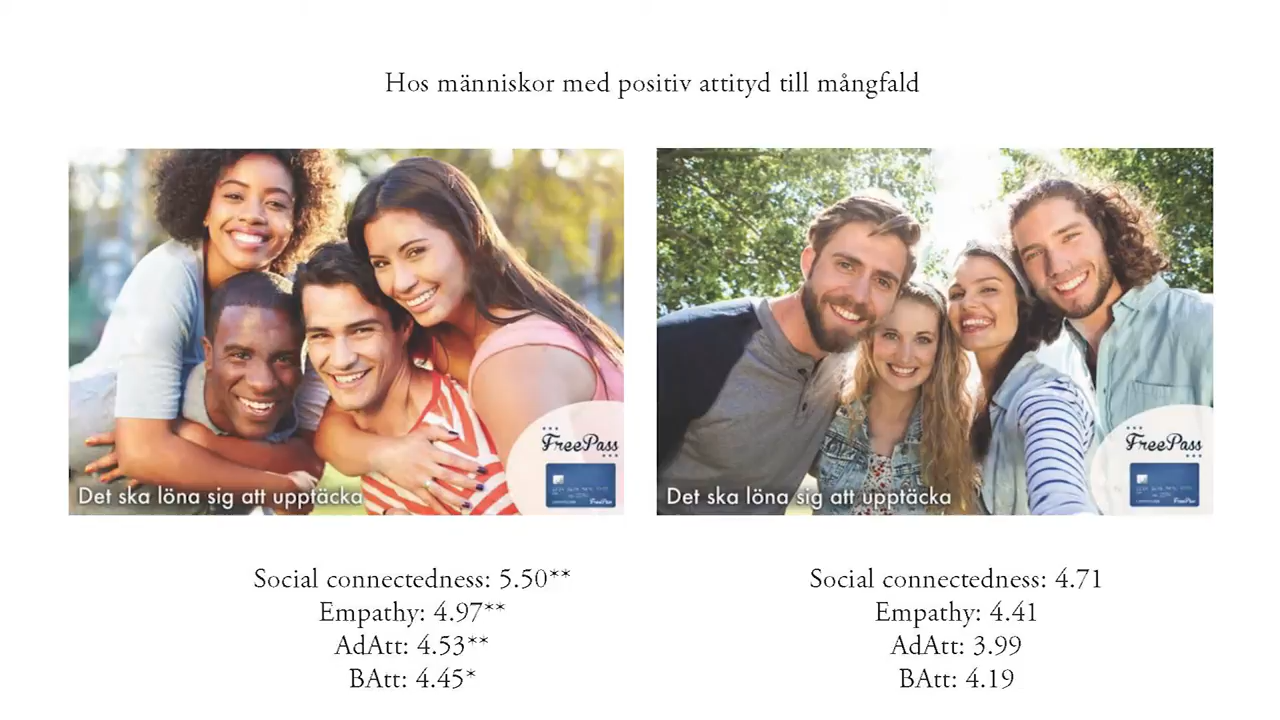 Hos människor med positiv attityd till mångfald
FreePass
Det ska löna sig att upptäcka
FreePass
FreePass
Det ska löna sig att upptäcka
FreePass
Social connectedness: 5.50**
Empathy: 4.97**
AdAtt: 4.53**
BAtt: 4.45*
Social connectedness: 4.71
Empathy: 4.41
AdAtt: 3.99
BAtt: 4.19